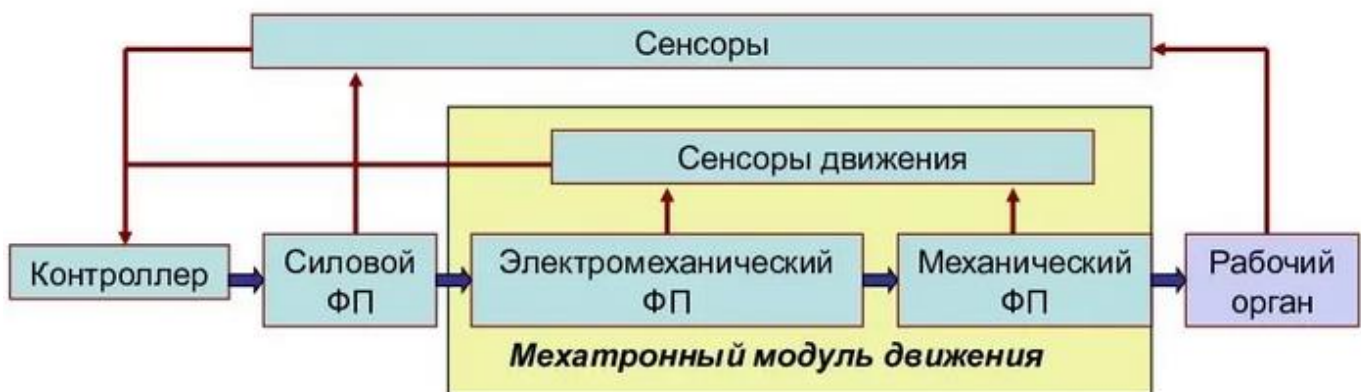 Сенсоры
Сенсоры движения
Контроллер
Силовой
ФП
Электромеханический
ФП
Механический
ФП
Рабочий
орган
Мехатронный модуль движения